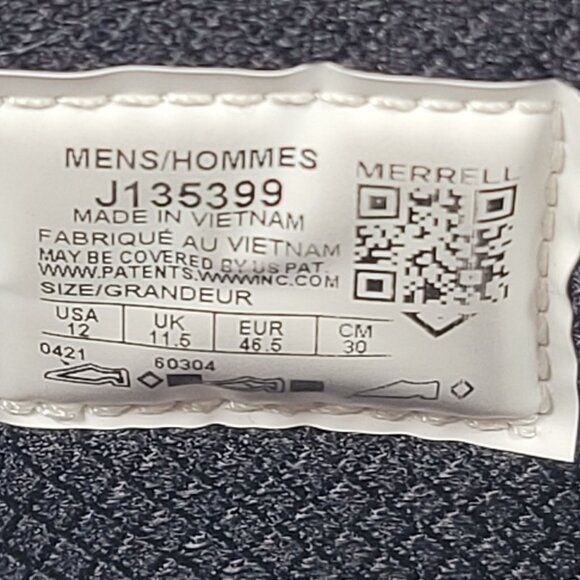 MENS/HOMMES
MERRELL
J135399
MADE IN VIETNAM
FABRIQUÉ AU VIETNAM
MAY BE COVERED BY US PAT.
WWW.PATENTS.WWWINC.COM
SIZE/GRANDEUR
USA UK EUR CM
12 11.5 46.5 30
0421 60304